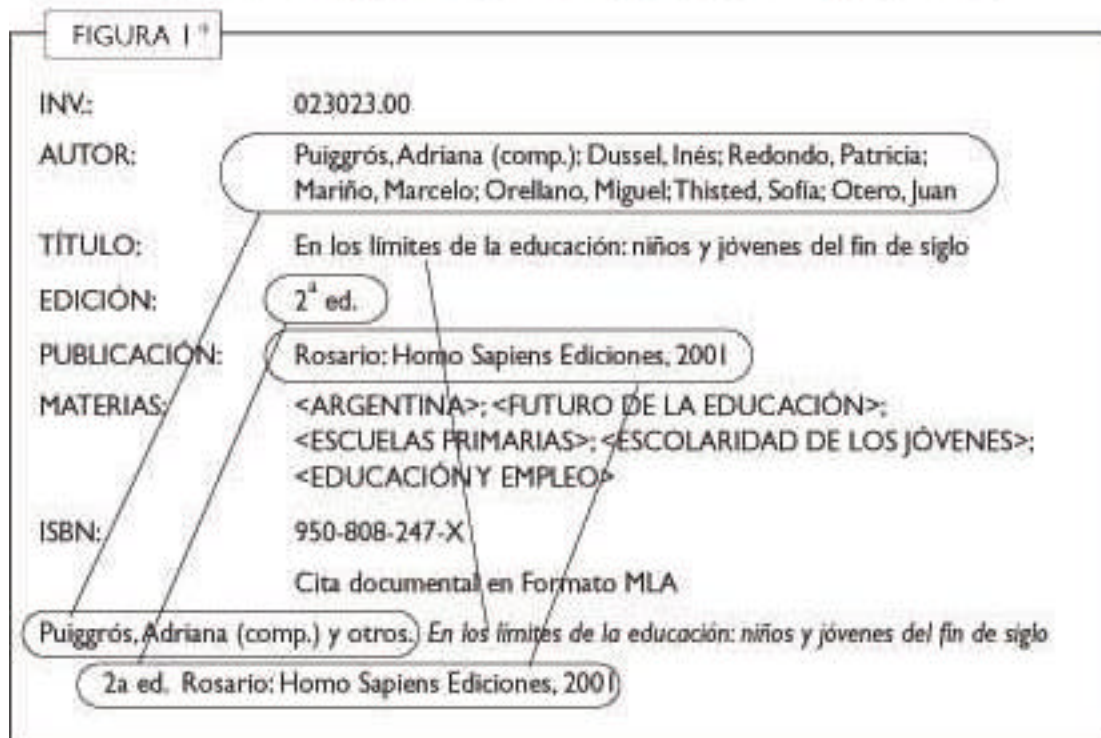 FIGURA 1*
INV.: 023023.00
AUTOR: Puiggrós, Adriana (comp.); Dussel, Inés; Redondo, Patricia;
Mariño, Marcelo; Orellano, Miguel; Thisted, Sofía; Otero, Juan
TÍTULO: En los límites de la educación: niños y jóvenes del fin de siglo
EDICIÓN: 2ª ed.
PUBLICACIÓN: Rosario: Homo Sapiens Ediciones, 2001
MATERIAS: <ARGENTINA>; <FUTURO DE LA EDUCACIÓN>;
<ESCUELAS PRIMARIAS>; <ESCOLARIDAD DE LOS JÓVENES>;
<EDUCACIÓN Y EMPLEO>
ISBN: 950-808-247-X
Cita documental en Formato MLA
Puiggrós, Adriana (comp.) y otros. En los límites de la educación: niños y jóvenes del fin de siglo
2a ed. Rosario: Homo Sapiens Ediciones, 2001